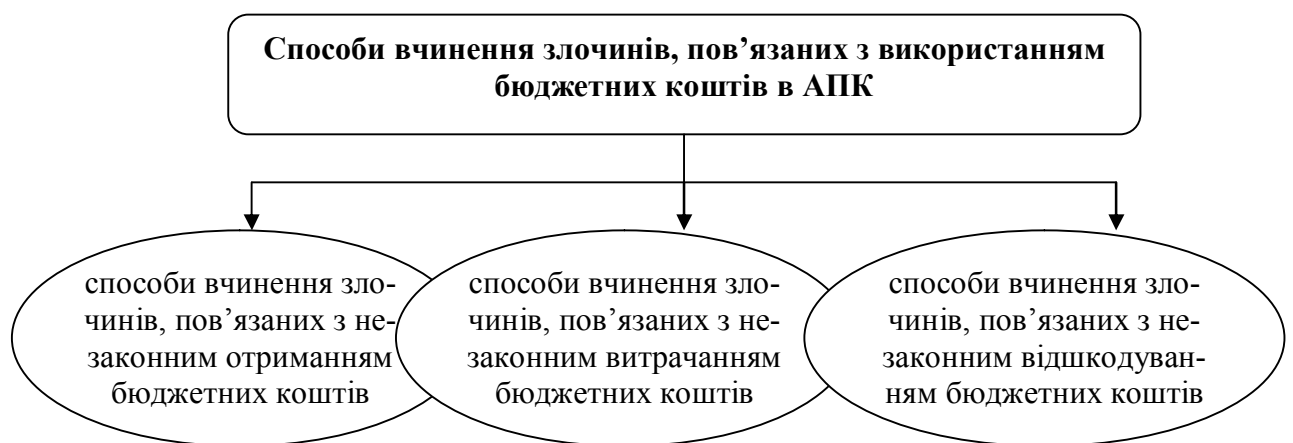 Способи вчинення злочинів, пов’язаних з використанням
бюджетних коштів в АПК
способи вчинення зло-
чинів, пов’язаних з не-
законним отриманням
бюджетних коштів
способи вчинення зло-
чинів, пов’язаних з не-
законним витрачанням
бюджетних коштів
способи вчинення зло-
чинів, пов’язаних з не-
законним відшкодуван-
ням бюджетних коштів